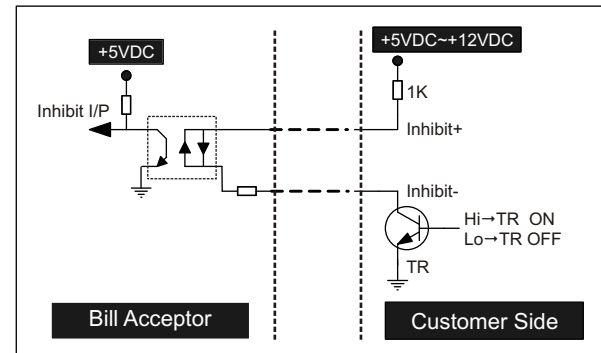 +5VDC
+5VDC~+12VDC
1K
Inhibit I/P
Inhibit+
Inhibit-
Hi→TR ON
Lo→TR OFF
TR
Bill Acceptor
Customer Side